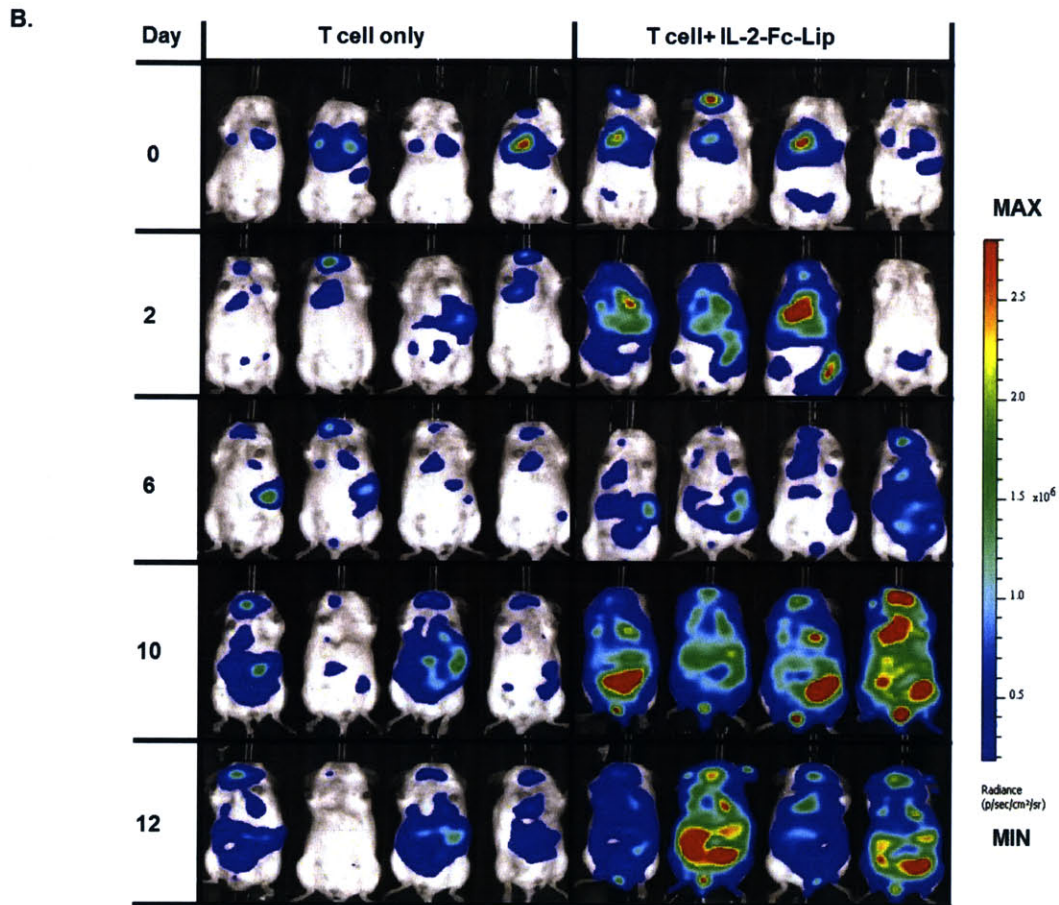 B.
Day T cell only T cell+ IL-2-Fc-Lip
0
2
6
10
12
MAX
2.5
2.0
1.5 x10⁶
1.0
0.5
Radiance
(p/sec/cm²/sr)
MIN